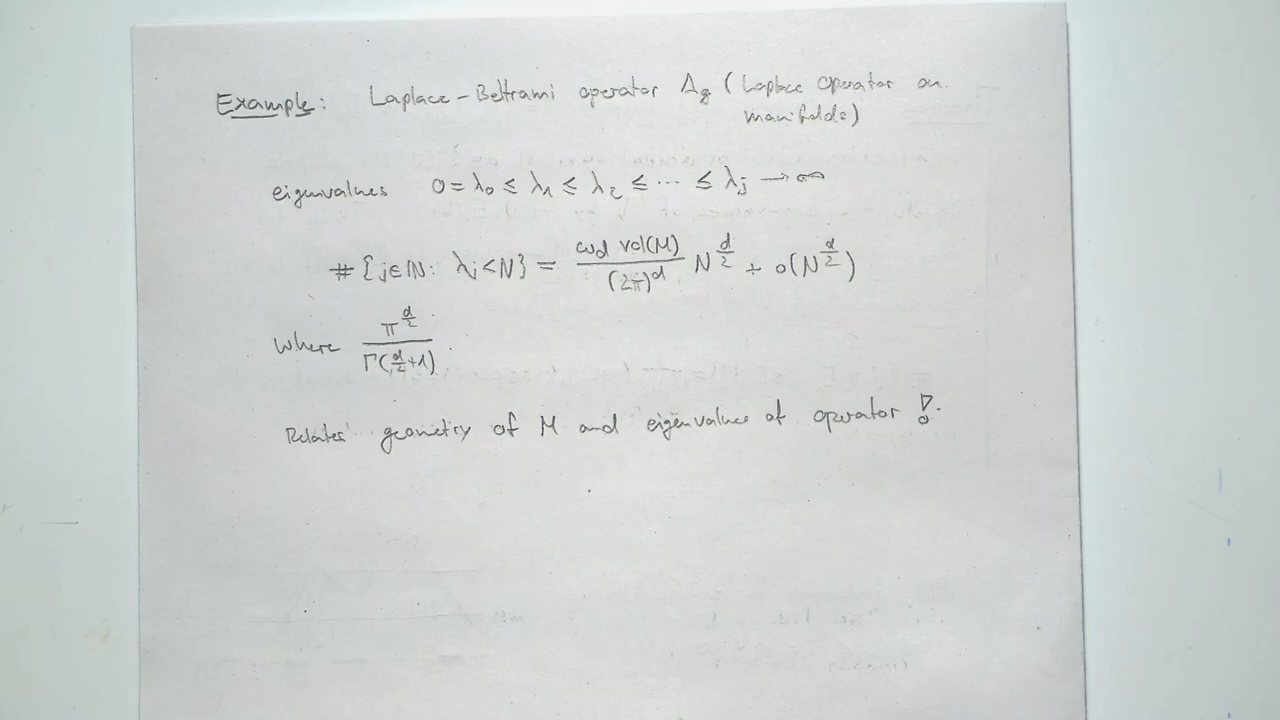 Example: Laplace-Beltrami operator Δg (Laplace operator on
manifolds)
eigenvalues 0 = λ₀ ≤ λ₁ ≤ λ₂ ≤ ... ≤ λⱼ → ∞
# {j∈ℕ: λⱼ < N} = ωd vol(M) / (2π)^d N^(d/2) + o(N^(d/2))
where π^(d/2) / Γ(d/2+1).
Relates geometry of M and eigenvalues of operator !